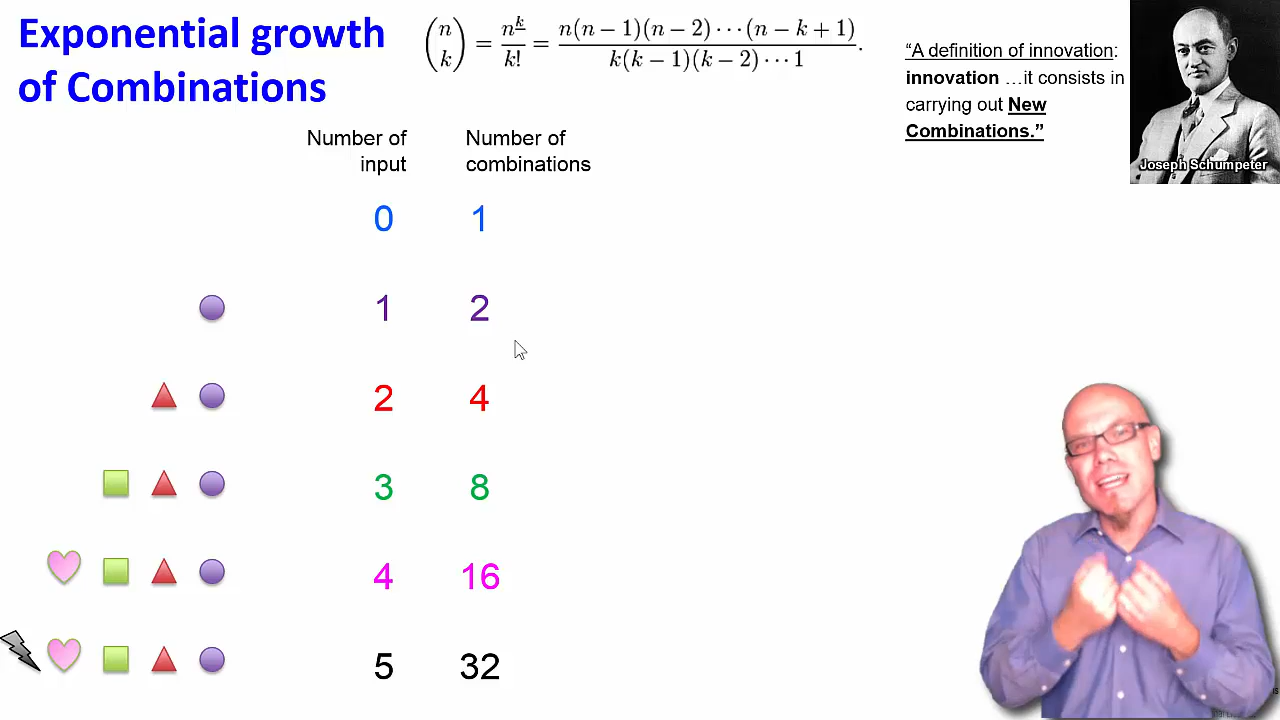 Exponential growth
of Combinations
(n k) = n^k̲ / k! = n(n − 1)(n − 2) ··· (n − k + 1) / k(k − 1)(k − 2) ··· 1 .
“A definition of innovation:
innovation …it consists in
carrying out New
Combinations.”
Joseph Schumpeter
Number of input
Number of combinations
0 1
1 2
2 4
3 8
4 16
5 32